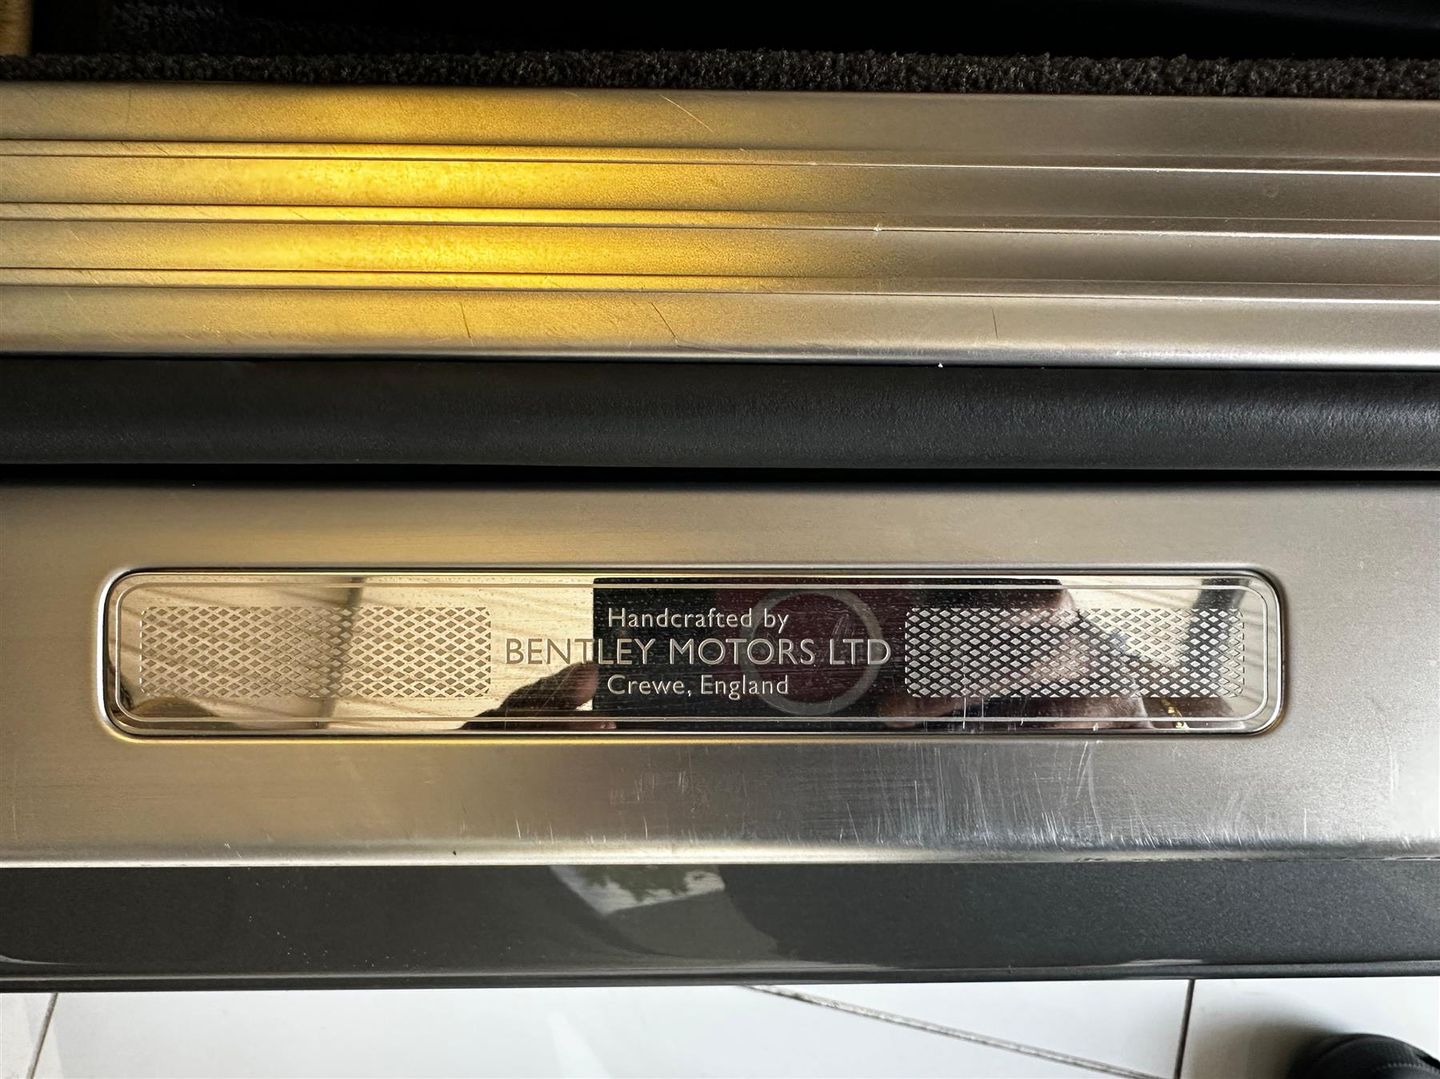 Handcrafted by
BENTLEY MOTORS LTD
Crewe, England